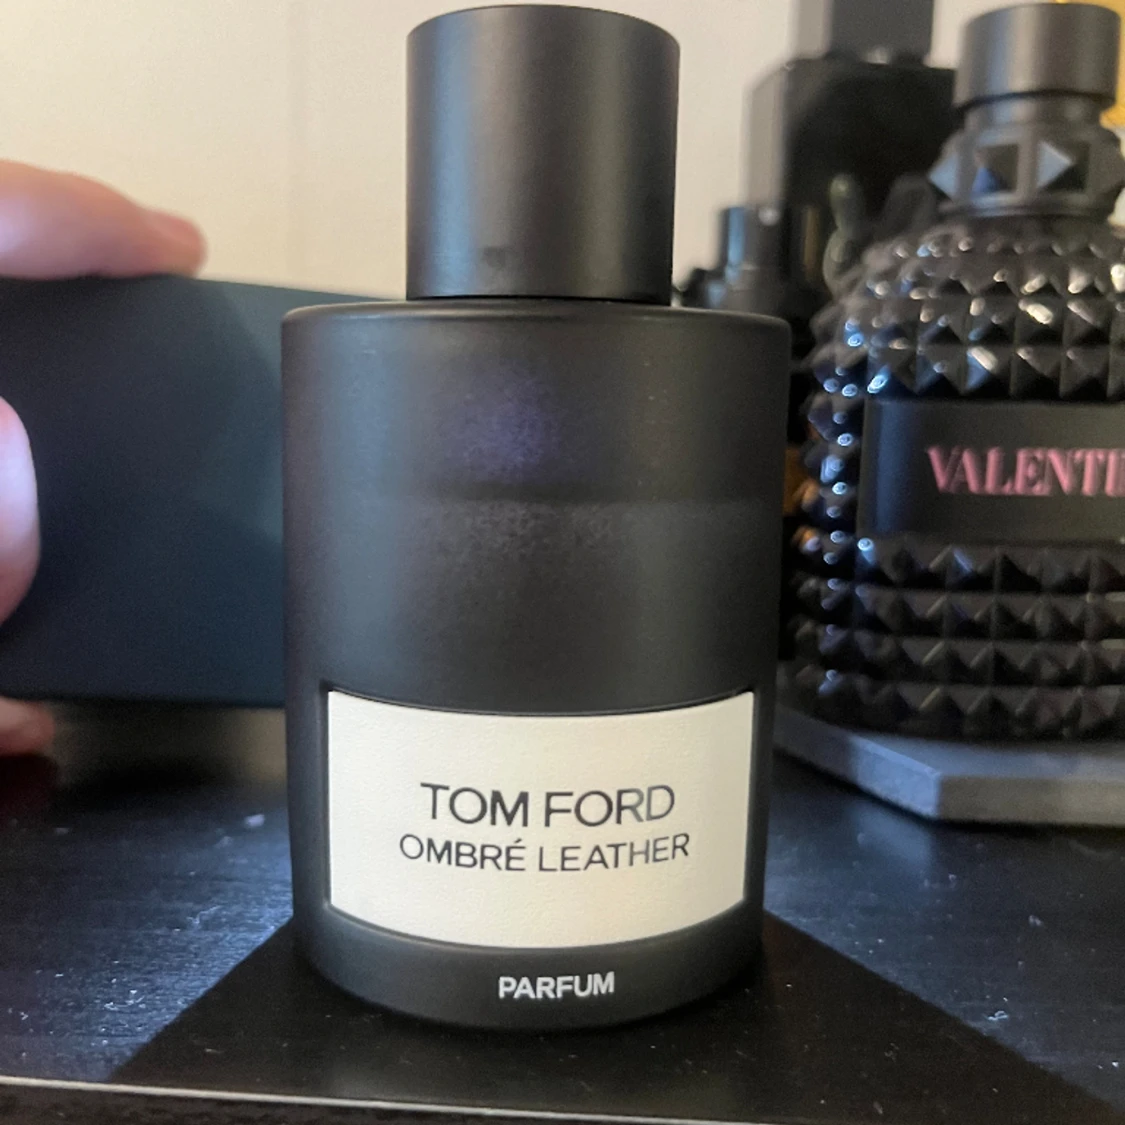 TOM FORD
OMBRÉ LEATHER
PARFUM
VALENTI